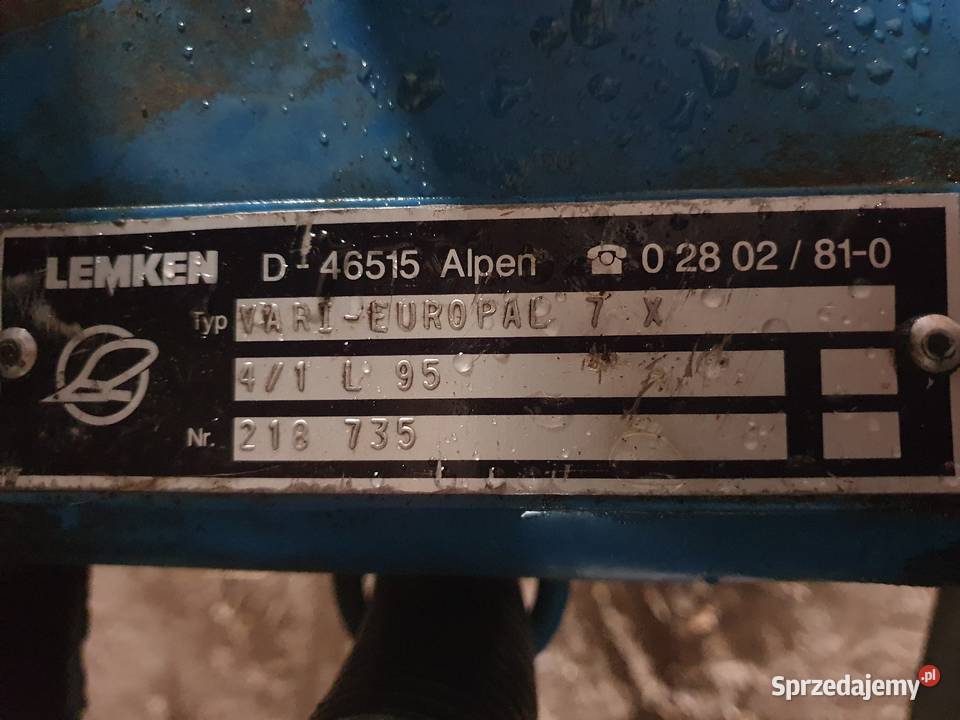 LEMKEN D-46515 Alpen ☎ 0 28 02 / 81-0
Typ VARI-EUROPAL 7 X
4/1 L 95
Nr. 218 735
Sprzedajemy.pl